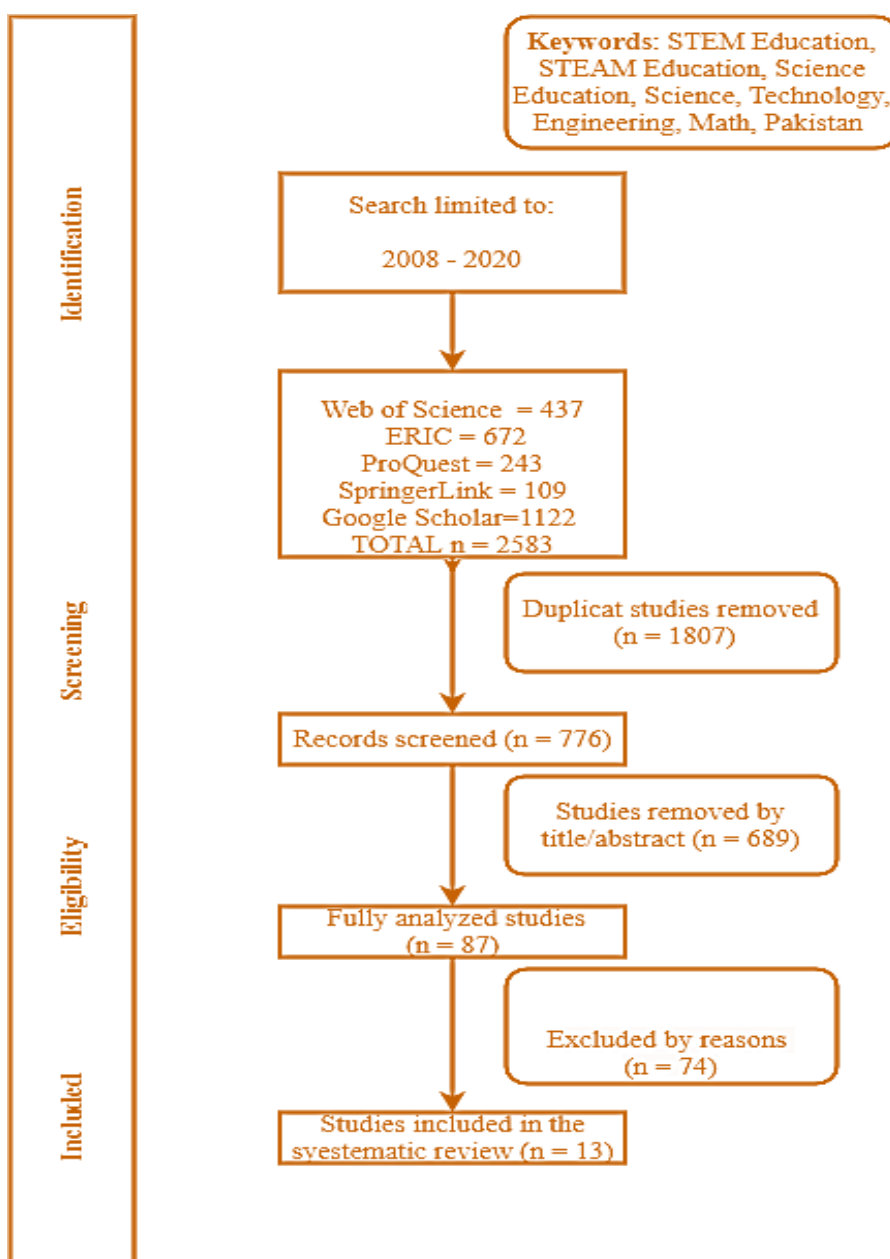 Keywords: STEM Education,
STEAM Education, Science
Education, Science, Technology,
Engineering, Math, Pakistan
Identification
Search limited to:
2008 - 2020
Web of Science = 437
ERIC = 672
ProQuest = 243
SpringerLink = 109
Google Scholar=1122
TOTAL n = 2583
Screening
Duplicat studies removed
(n = 1807)
Records screened (n = 776)
Studies removed by
title/abstract (n = 689)
Eligibility
Fully analyzed studies
(n = 87)
Excluded by reasons
(n = 74)
Included
Studies included in the
syestematic review (n = 13)